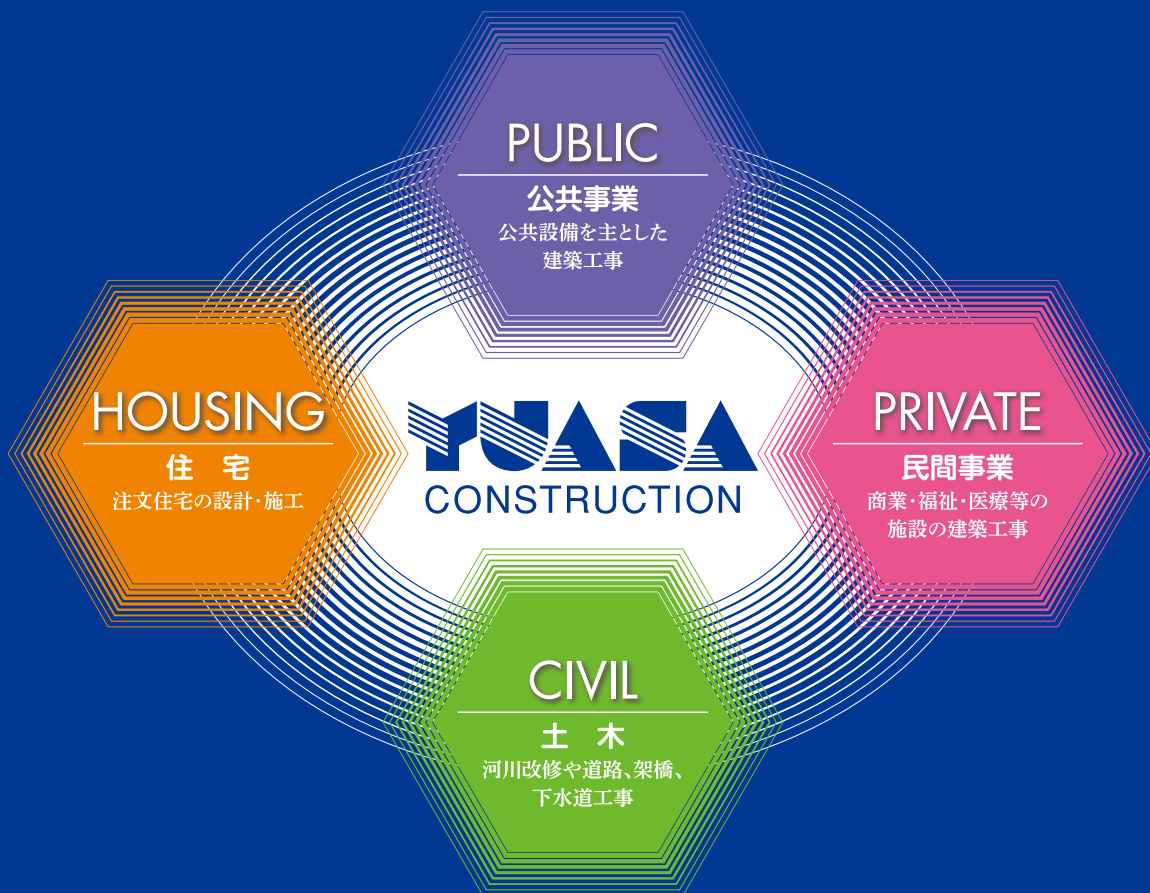 PUBLIC
公共事業
公共設備を主とした
建築工事
HOUSING
住 宅
注文住宅の設計・施工
YUASA
CONSTRUCTION
PRIVATE
民間事業
商業・福祉・医療等の
施設の建築工事
CIVIL
土 木
河川改修や道路、架橋、
下水道工事